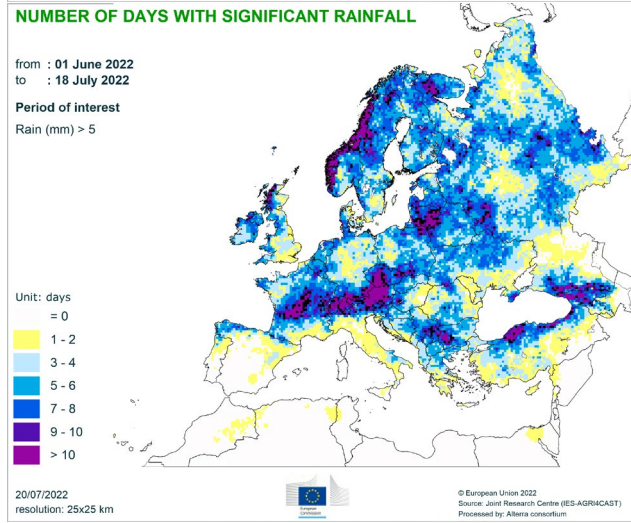 NUMBER OF DAYS WITH SIGNIFICANT RAINFALL
from : 01 June 2022
to : 18 July 2022
Period of interest
Rain (mm) > 5
Unit: days
= 0
1 - 2
3 - 4
5 - 6
7 - 8
9 - 10
> 10
20/07/2022
resolution: 25x25 km
European
Commission
© European Union 2022
Source: Joint Research Centre (IES-AGRI4CAST)
Processed by: Alterra consortium